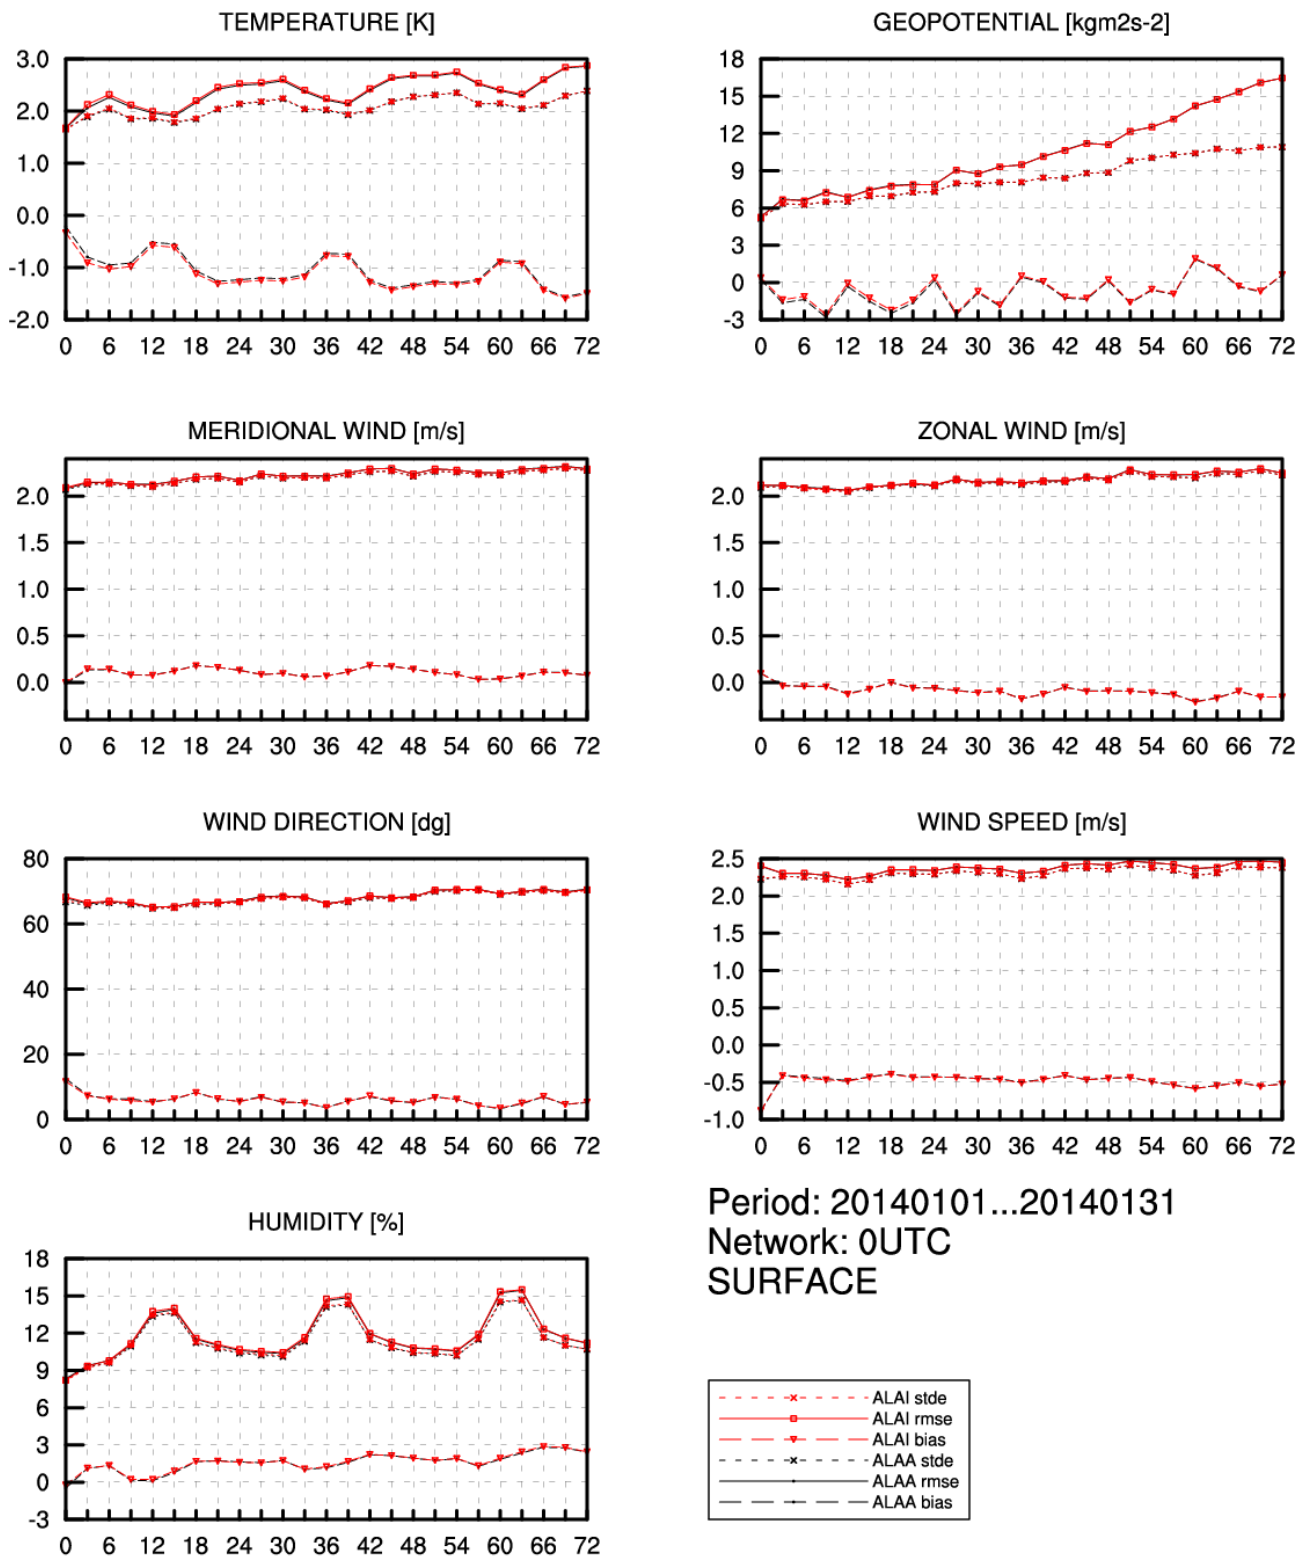 TEMPERATURE [K]
3.0
2.0
1.0
0.0
-1.0
-2.0
0 6 12 18 24 30 36 42 48 54 60 66 72
GEOPOTENTIAL [kgm2s-2]
18
15
12
9
6
3
0
-3
0 6 12 18 24 30 36 42 48 54 60 66 72
MERIDIONAL WIND [m/s]
2.0
1.5
1.0
0.5
0.0
0 6 12 18 24 30 36 42 48 54 60 66 72
ZONAL WIND [m/s]
2.0
1.5
1.0
0.5
0.0
0 6 12 18 24 30 36 42 48 54 60 66 72
WIND DIRECTION [dg]
80
60
40
20
0
0 6 12 18 24 30 36 42 48 54 60 66 72
WIND SPEED [m/s]
2.5
2.0
1.5
1.0
0.5
0.0
-0.5
-1.0
0 6 12 18 24 30 36 42 48 54 60 66 72
HUMIDITY [%]
18
15
12
9
6
3
0
-3
0 6 12 18 24 30 36 42 48 54 60 66 72
Period: 20140101...20140131
Network: 0UTC
SURFACE
ALAI stde
ALAI rmse
ALAI bias
ALAA stde
ALAA rmse
ALAA bias